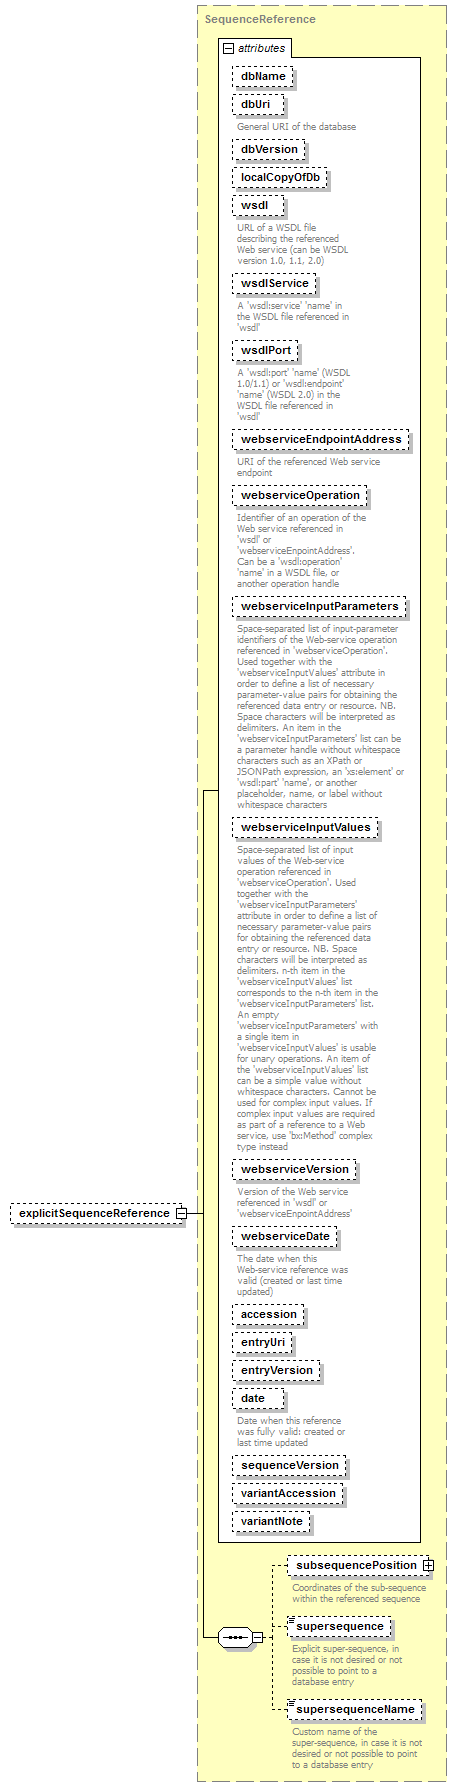 SequenceReference
attributes
dbName
dbUri
General URI of the database
dbVersion
localCopyOfDb
wsdl
URL of a WSDL file
describing the referenced
Web service (can be WSDL
version 1.0, 1.1, 2.0)
wsdlService
A 'wsdl:service' 'name' in
the WSDL file referenced in
'wsdl'
wsdlPort
A 'wsdl:port' 'name' (WSDL
1.0/1.1) or 'wsdl:endpoint'
'name' (WSDL 2.0) in the
WSDL file referenced in
'wsdl'
webserviceEndpointAddress
URI of the referenced Web service
endpoint
webserviceOperation
Identifier of an operation of the
Web service referenced in
'wsdl' or
'webserviceEnpointAddress'.
Can be a 'wsdl:operation'
'name' in a WSDL file, or
another operation handle
webserviceInputParameters
Space-separated list of input-parameter
identifiers of the Web-service operation
referenced in 'webserviceOperation'.
Used together with the
'webserviceInputValues' attribute in
order to define a list of necessary
parameter-value pairs for obtaining the
referenced data entry or resource. NB.
Space characters will be interpreted as
delimiters. An item in the
'webserviceInputParameters' list can be
a parameter handle without whitespace
characters such as an XPath or
JSONPath expression, an 'xs:element' or
'wsdl:part' 'name', or another
placeholder, name, or label without
whitespace characters
webserviceInputValues
Space-separated list of input
values of the Web-service
operation referenced in
'webserviceOperation'. Used
together with the
'webserviceInputParameters'
attribute in order to define a list of
necessary parameter-value pairs
for obtaining the referenced data
entry or resource. NB. Space
characters will be interpreted as
delimiters. n-th item in the
'webserviceInputValues' list
corresponds to the n-th item in the
'webserviceInputParameters' list.
An empty
'webserviceInputParameters' with
a single item in
'webserviceInputValues' is usable
for unary operations. An item of
the 'webserviceInputValues' list
can be a simple value without
whitespace characters. Cannot be
used for complex input values. If
complex input values are required
as part of a reference to a Web
service, use 'bx:Method' complex
type instead
webserviceVersion
Version of the Web service
referenced in 'wsdl' or
'webserviceEnpointAddress'
explicitSequenceReference
webserviceDate
The date when this
Web-service reference was
valid (created or last time
updated)
accession
entryUri
entryVersion
date
Date when this reference
was fully valid: created or
last time updated
sequenceVersion
variantAccession
variantNote
subsequencePosition
Coordinates of the sub-sequence
within the referenced sequence
supersequence
Explicit super-sequence, in
case it is not desired or not
possible to point to a
database entry
supersequenceName
Custom name of the
super-sequence, in case it is not
desired or not possible to point
to a database entry